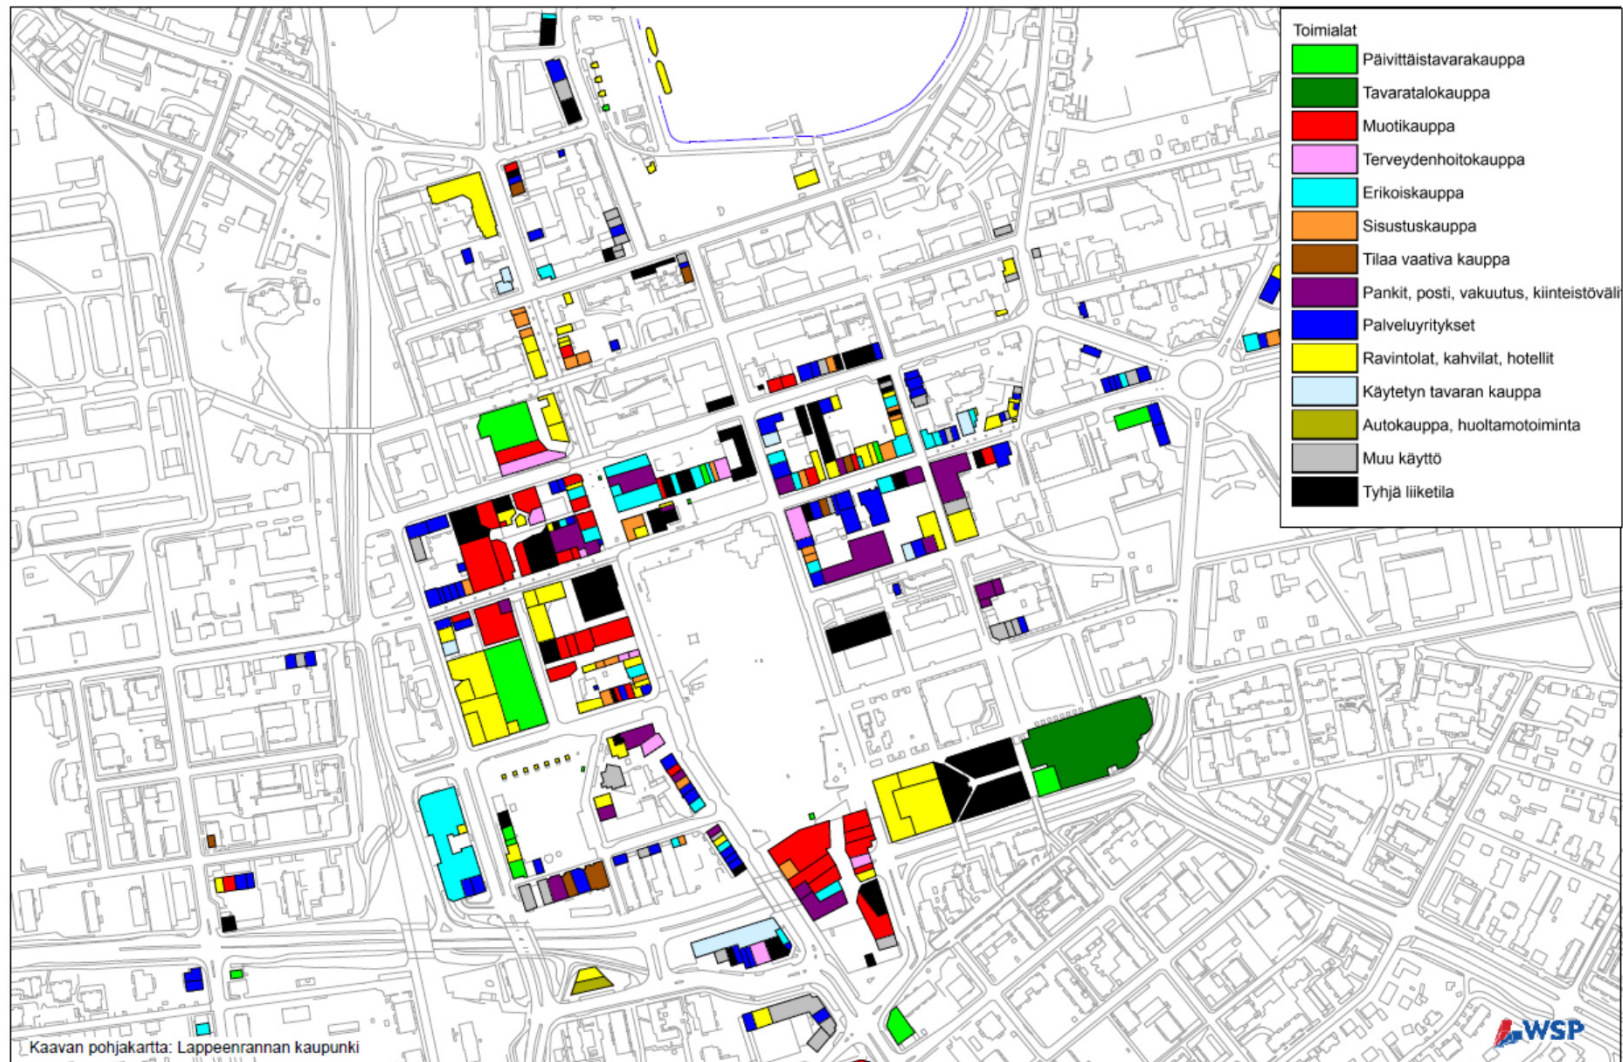 Toimialat
Päivittäistavarakauppa
Tavaratalokauppa
Muotikauppa
Terveydenhoitokauppa
Erikoiskauppa
Sisustuskauppa
Tilaa vaativa kauppa
Pankit, posti, vakuutus, kiinteistöväli
Palveluyritykset
Ravintolat, kahvilat, hotellit
Käytetyn tavaran kauppa
Autokauppa, huoltamotoiminta
Muu käyttö
Tyhjä liiketila
WSP
Kaavan pohjakartta: Lappeenrannan kaupunki